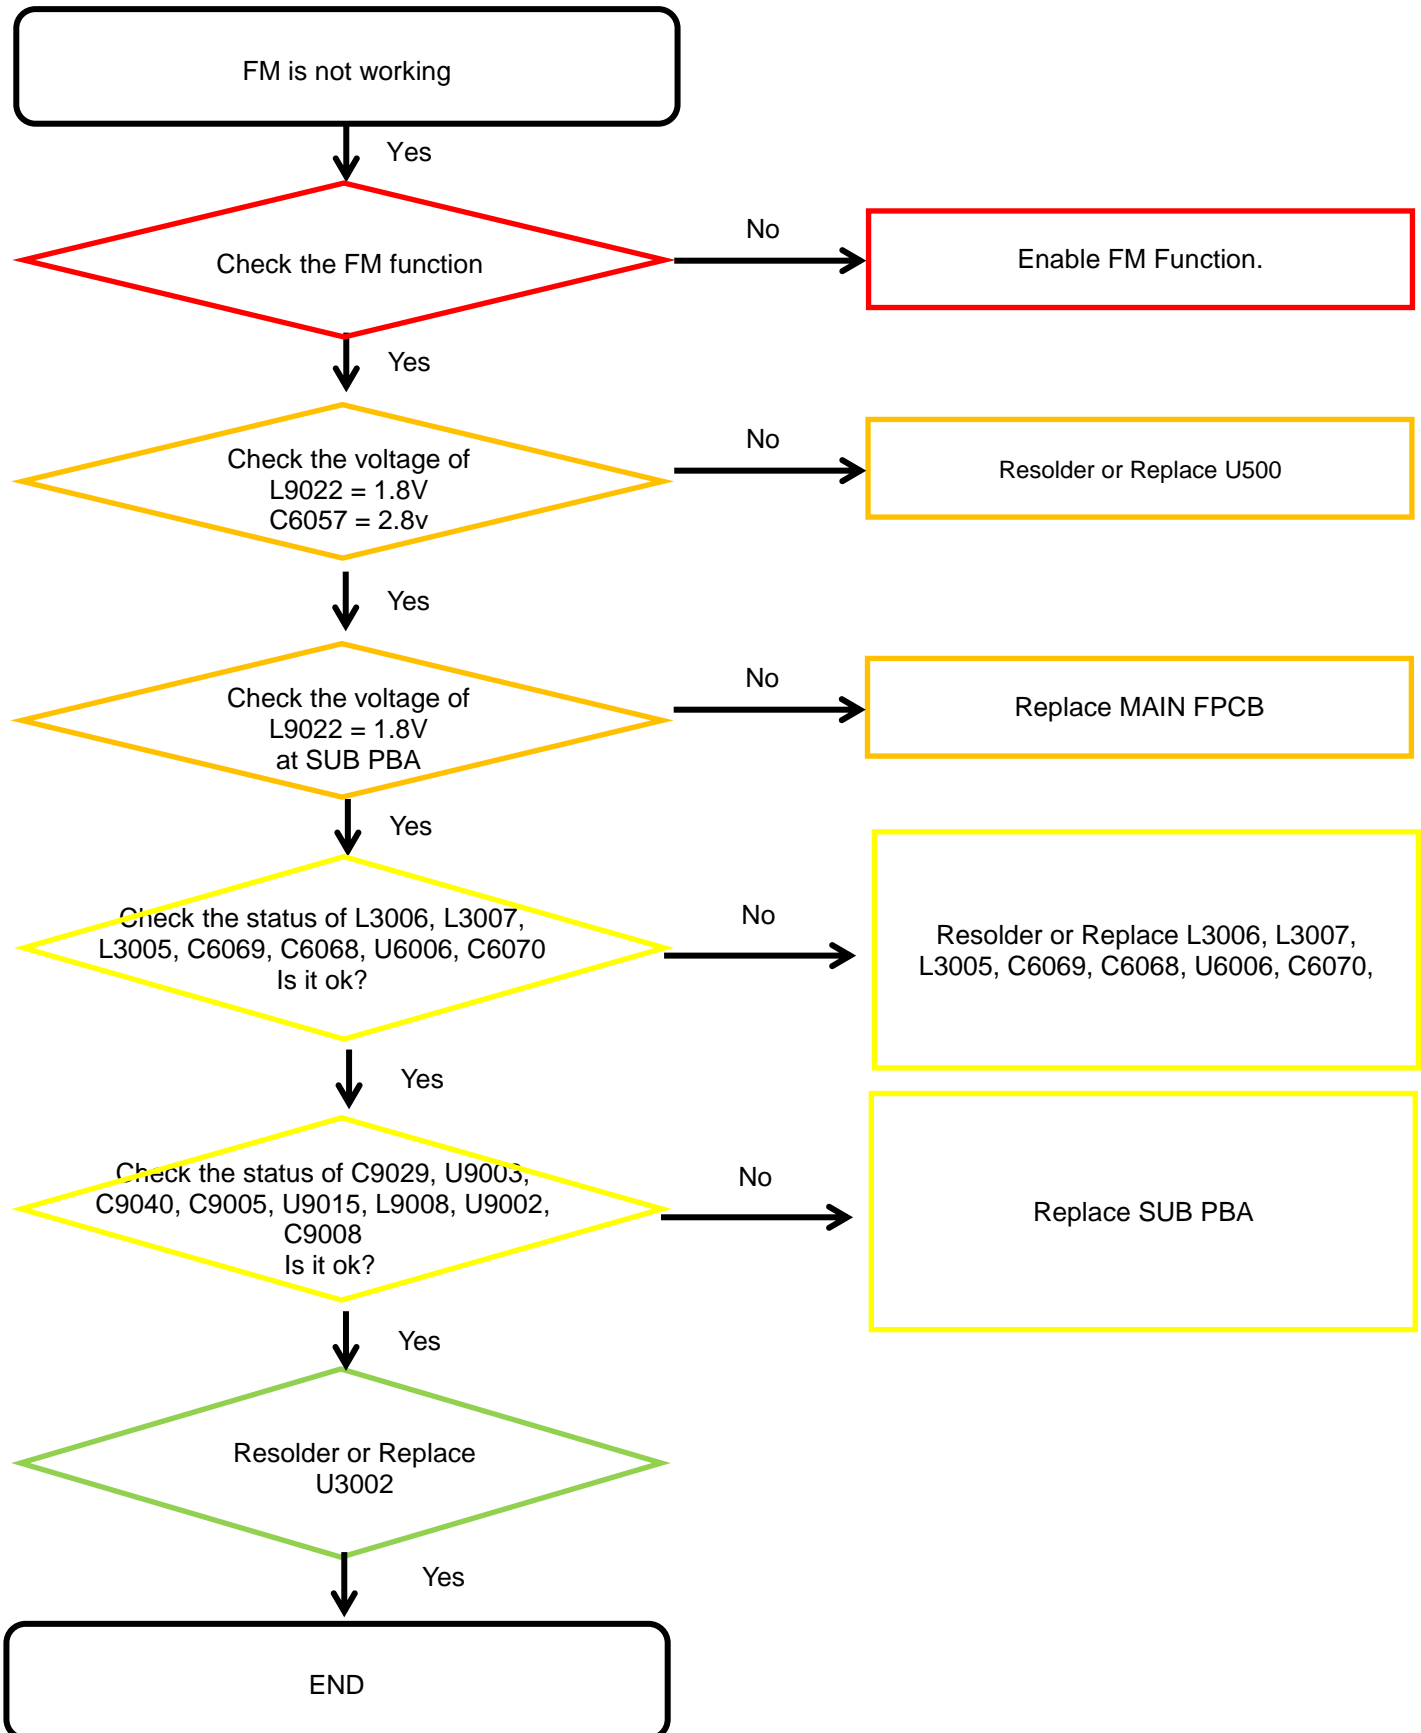 FM is not working
Yes
Check the FM function
No
Enable FM Function.
Yes
Check the voltage of
L9022 = 1.8V
C6057 = 2.8v
No
Resolder or Replace U500
Yes
Check the voltage of
L9022 = 1.8V
at SUB PBA
No
Replace MAIN FPCB
Yes
Check the status of L3006, L3007,
L3005, C6069, C6068, U6006, C6070
Is it ok?
No
Resolder or Replace L3006, L3007,
L3005, C6069, C6068, U6006, C6070,
Yes
Check the status of C9029, U9003,
C9040, C9005, U9015, L9008, U9002,
C9008
Is it ok?
No
Replace SUB PBA
Yes
Resolder or Replace
U3002
Yes
END